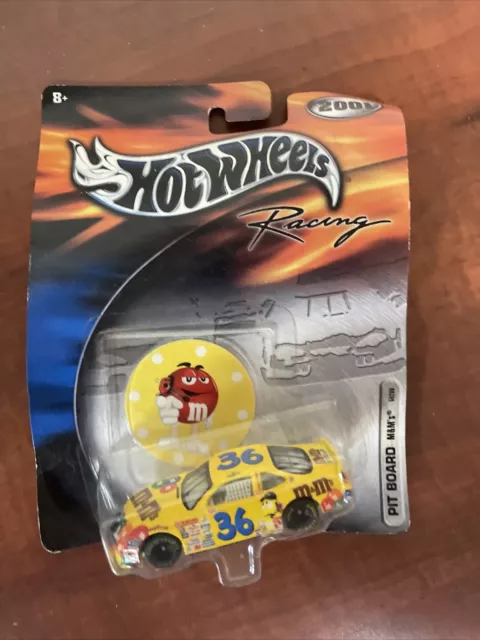 8+
2001
HOT WHEELS
Racing
m
36
36
m&m's
PIT BOARD M&M's